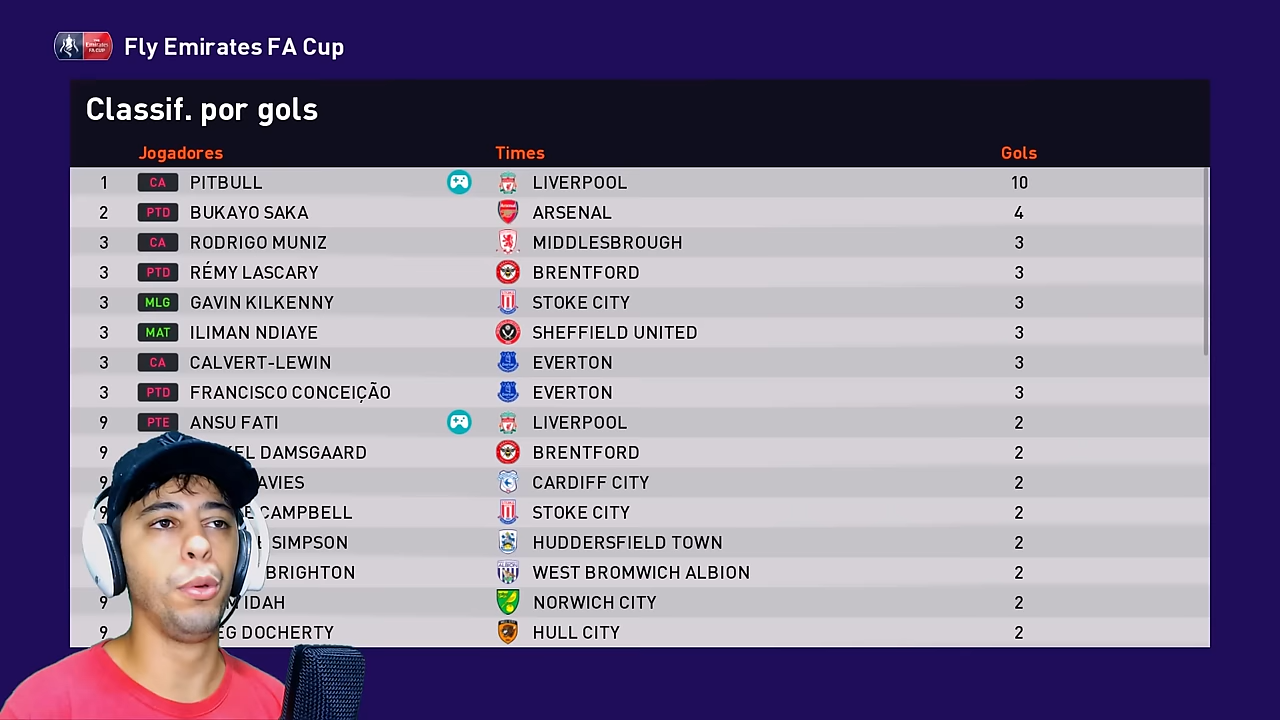 Fly Emirates FA Cup
Classif. por gols
Jogadores Times Gols
1 CA PITBULL LIVERPOOL 10
2 PTD BUKAYO SAKA ARSENAL 4
3 CA RODRIGO MUNIZ MIDDLESBROUGH 3
3 PTD RÉMY LASCARY BRENTFORD 3
3 MLG GAVIN KILKENNY STOKE CITY 3
3 MAT ILIMAN NDIAYE SHEFFIELD UNITED 3
3 CA CALVERT-LEWIN EVERTON 3
3 PTD FRANCISCO CONCEIÇÃO EVERTON 3
9 PTE ANSU FATI LIVERPOOL 2
9 DAMSGAARD BRENTFORD 2
9 CARDIFF CITY 2
9 CAMPBELL STOKE CITY 2
SIMPSON HUDDERSFIELD TOWN 2
BRIGHTON WEST BROMWICH ALBION 2
9 IDAH NORWICH CITY 2
9 DOCHERTY HULL CITY 2